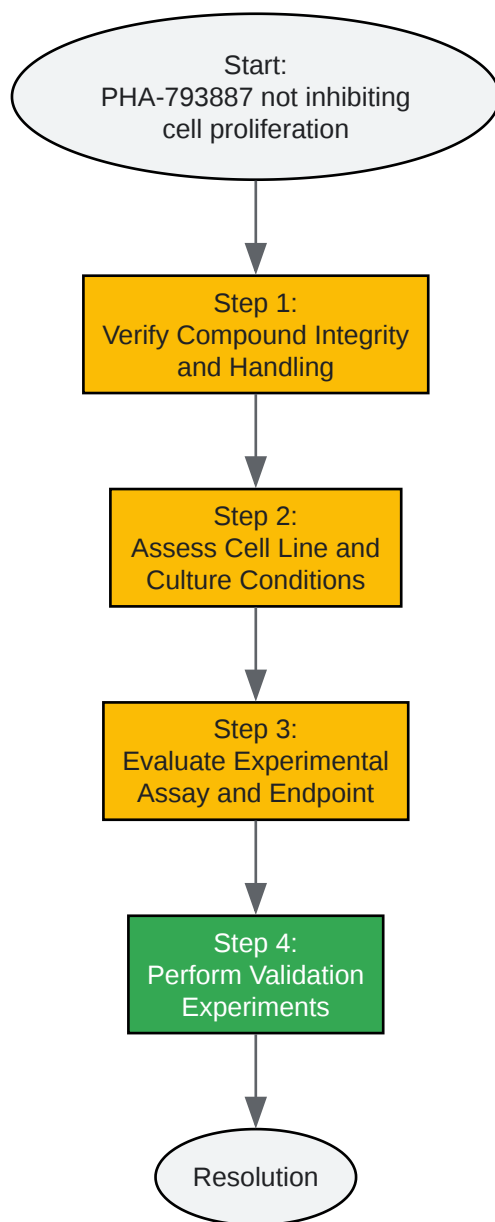 Start:
PHA-793887 not inhibiting
cell proliferation
Step 1:
Verify Compound Integrity
and Handling
Step 2:
Assess Cell Line and
Culture Conditions
Step 3:
Evaluate Experimental
Assay and Endpoint
Step 4:
Perform Validation
Experiments
Resolution